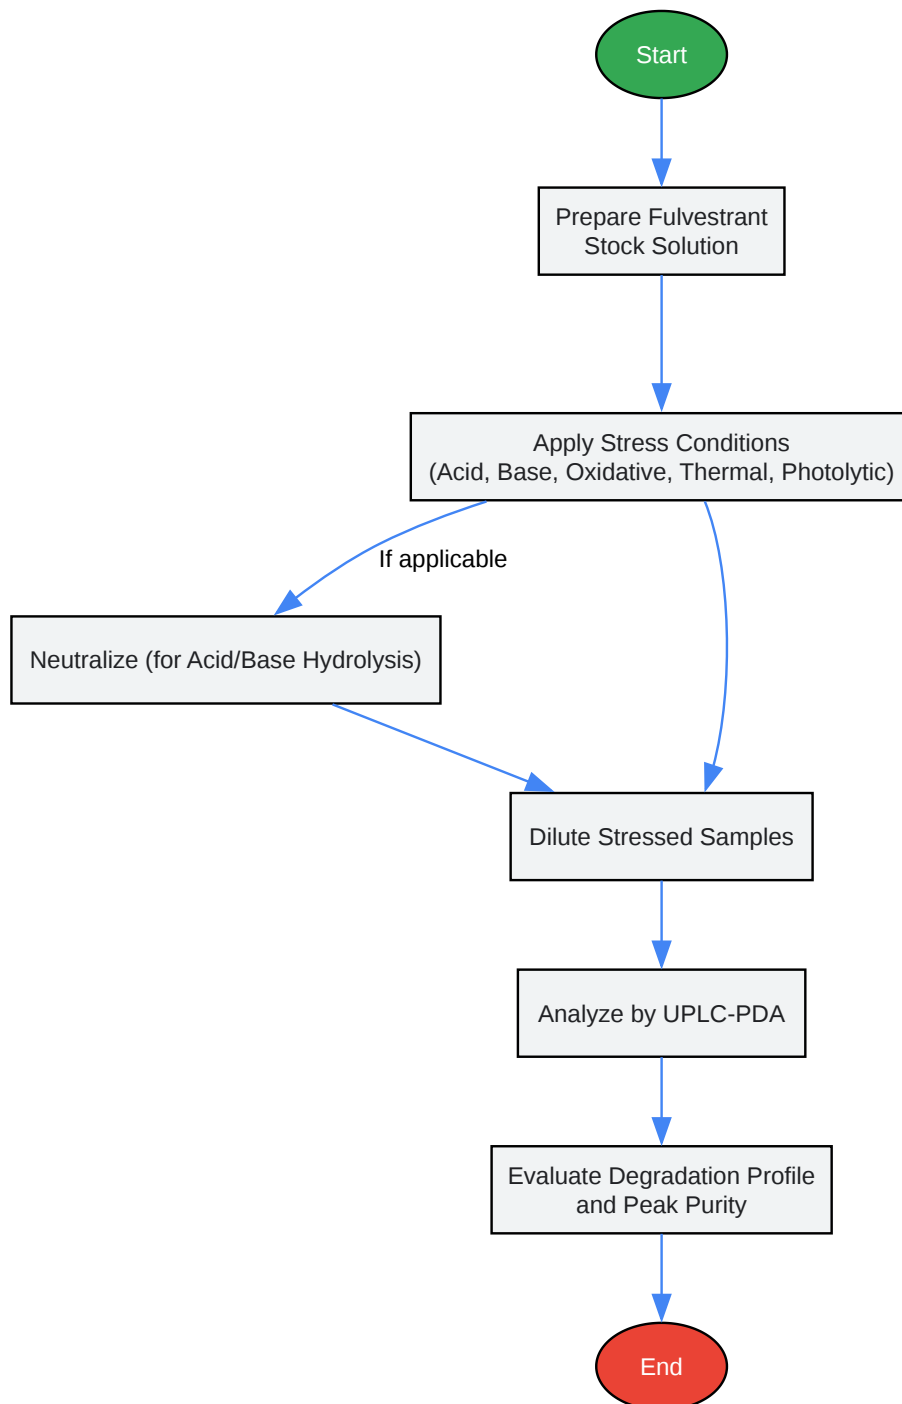 Start
Prepare Fulvestrant
Stock Solution
Apply Stress Conditions
(Acid, Base, Oxidative, Thermal, Photolytic)
If applicable
Neutralize (for Acid/Base Hydrolysis)
Dilute Stressed Samples
Analyze by UPLC-PDA
Evaluate Degradation Profile
and Peak Purity
End